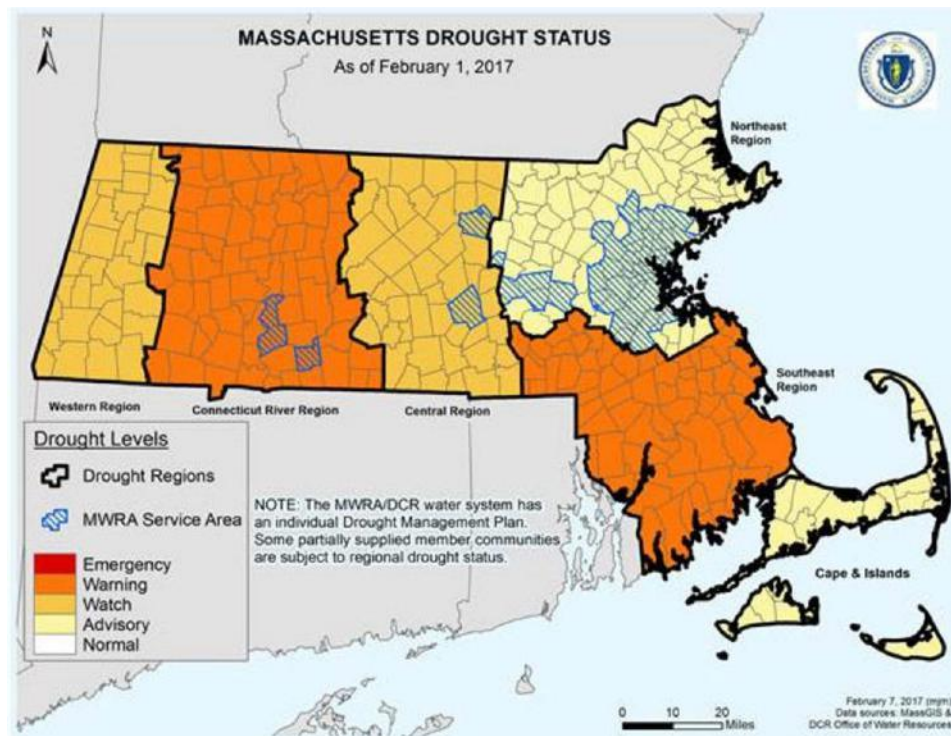 N
MASSACHUSETTS DROUGHT STATUS
As of February 1, 2017
Northeast
Region
Southeast
Region
Western Region
Connecticut River Region
Central Region
Cape & Islands
Drought Levels
Drought Regions
MWRA Service Area
Emergency
Warning
Watch
Advisory
Normal
NOTE: The MWRA/DCR water system has
an individual Drought Management Plan.
Some partially supplied member communities
are subject to regional drought status.
0 10 20
Miles
February 7, 2017 (mjm)
Data sources: MassGIS &
DCR Office of Water Resources